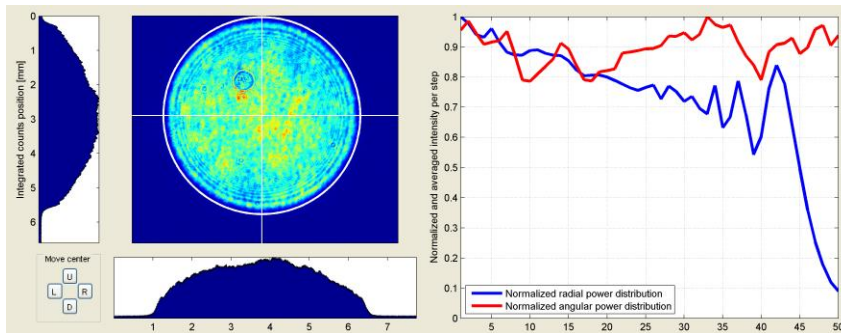 Integrated counts position [mm]
0
1
2
3
4
5
6
Move center
U
L R
D
1 2 3 4 5 6 7
Normalized and averaged intensity per step
1
0.9
0.8
0.7
0.6
0.5
0.4
0.3
0.2
0.1
0
5 10 15 20 25 30 35 40 45 50
Normalized radial power distribution
Normalized angular power distribution